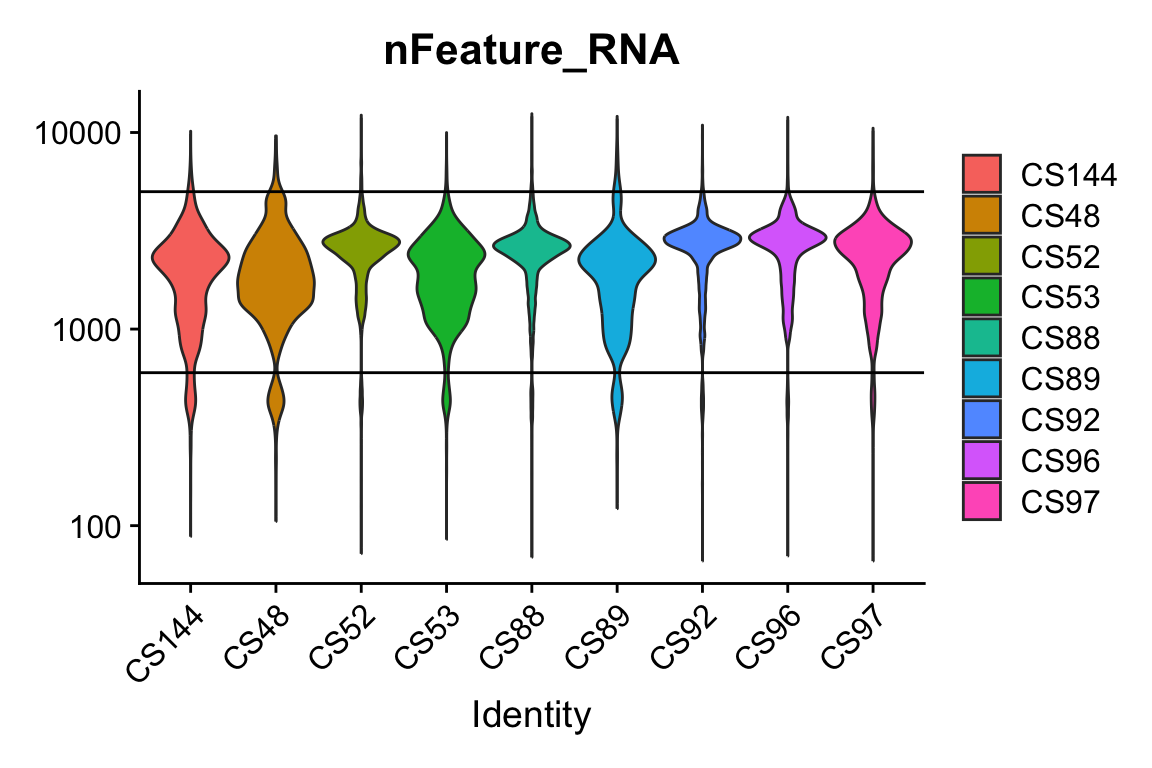 nFeature_RNA
10000
1000
100
CS144
CS48
CS52
CS53
CS88
CS89
CS92
CS96
CS97
Identity
CS144
CS48
CS52
CS53
CS88
CS89
CS92
CS96
CS97